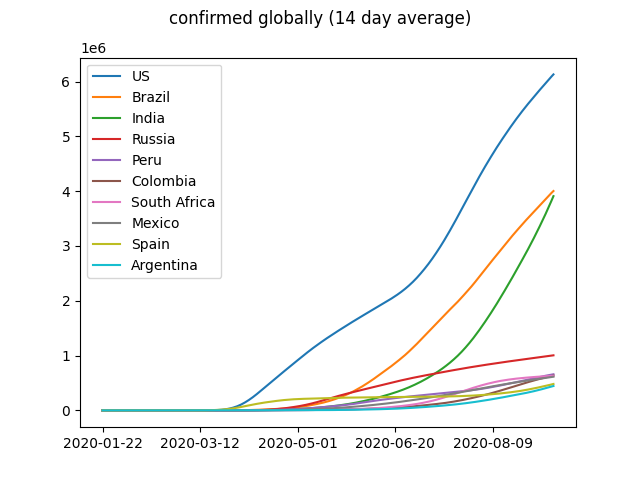 confirmed globally (14 day average)
1e6
6
5
4
3
2
1
0
US
Brazil
India
Russia
Peru
Colombia
South Africa
Mexico
Spain
Argentina
2020-01-22 2020-03-12 2020-05-01 2020-06-20 2020-08-09